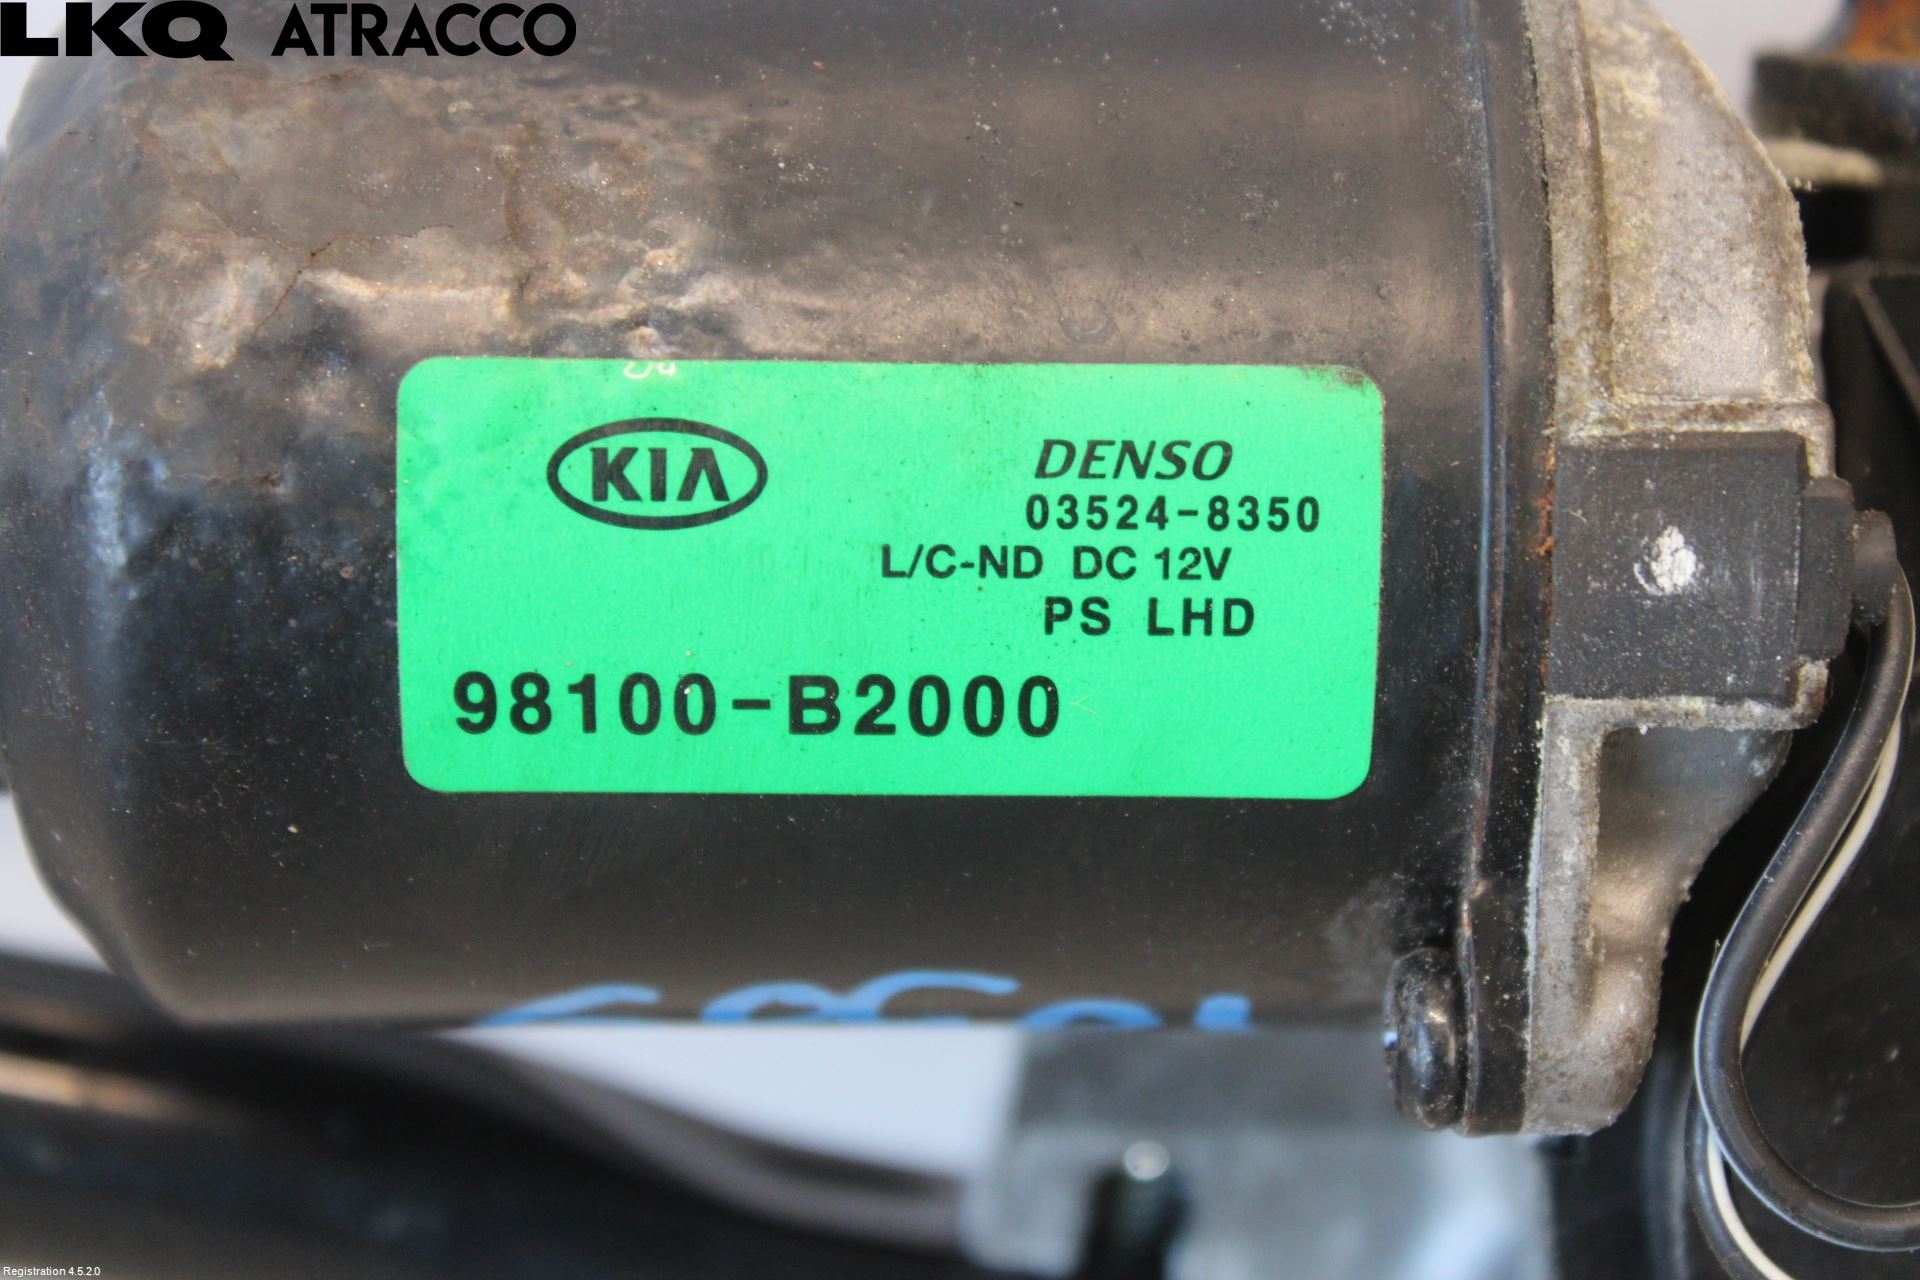 LKQ ATRACCO
KIA
DENSO
03524-8350
L/C-ND DC 12V
PS LHD
98100-B2000
Registration 4.5.2.0